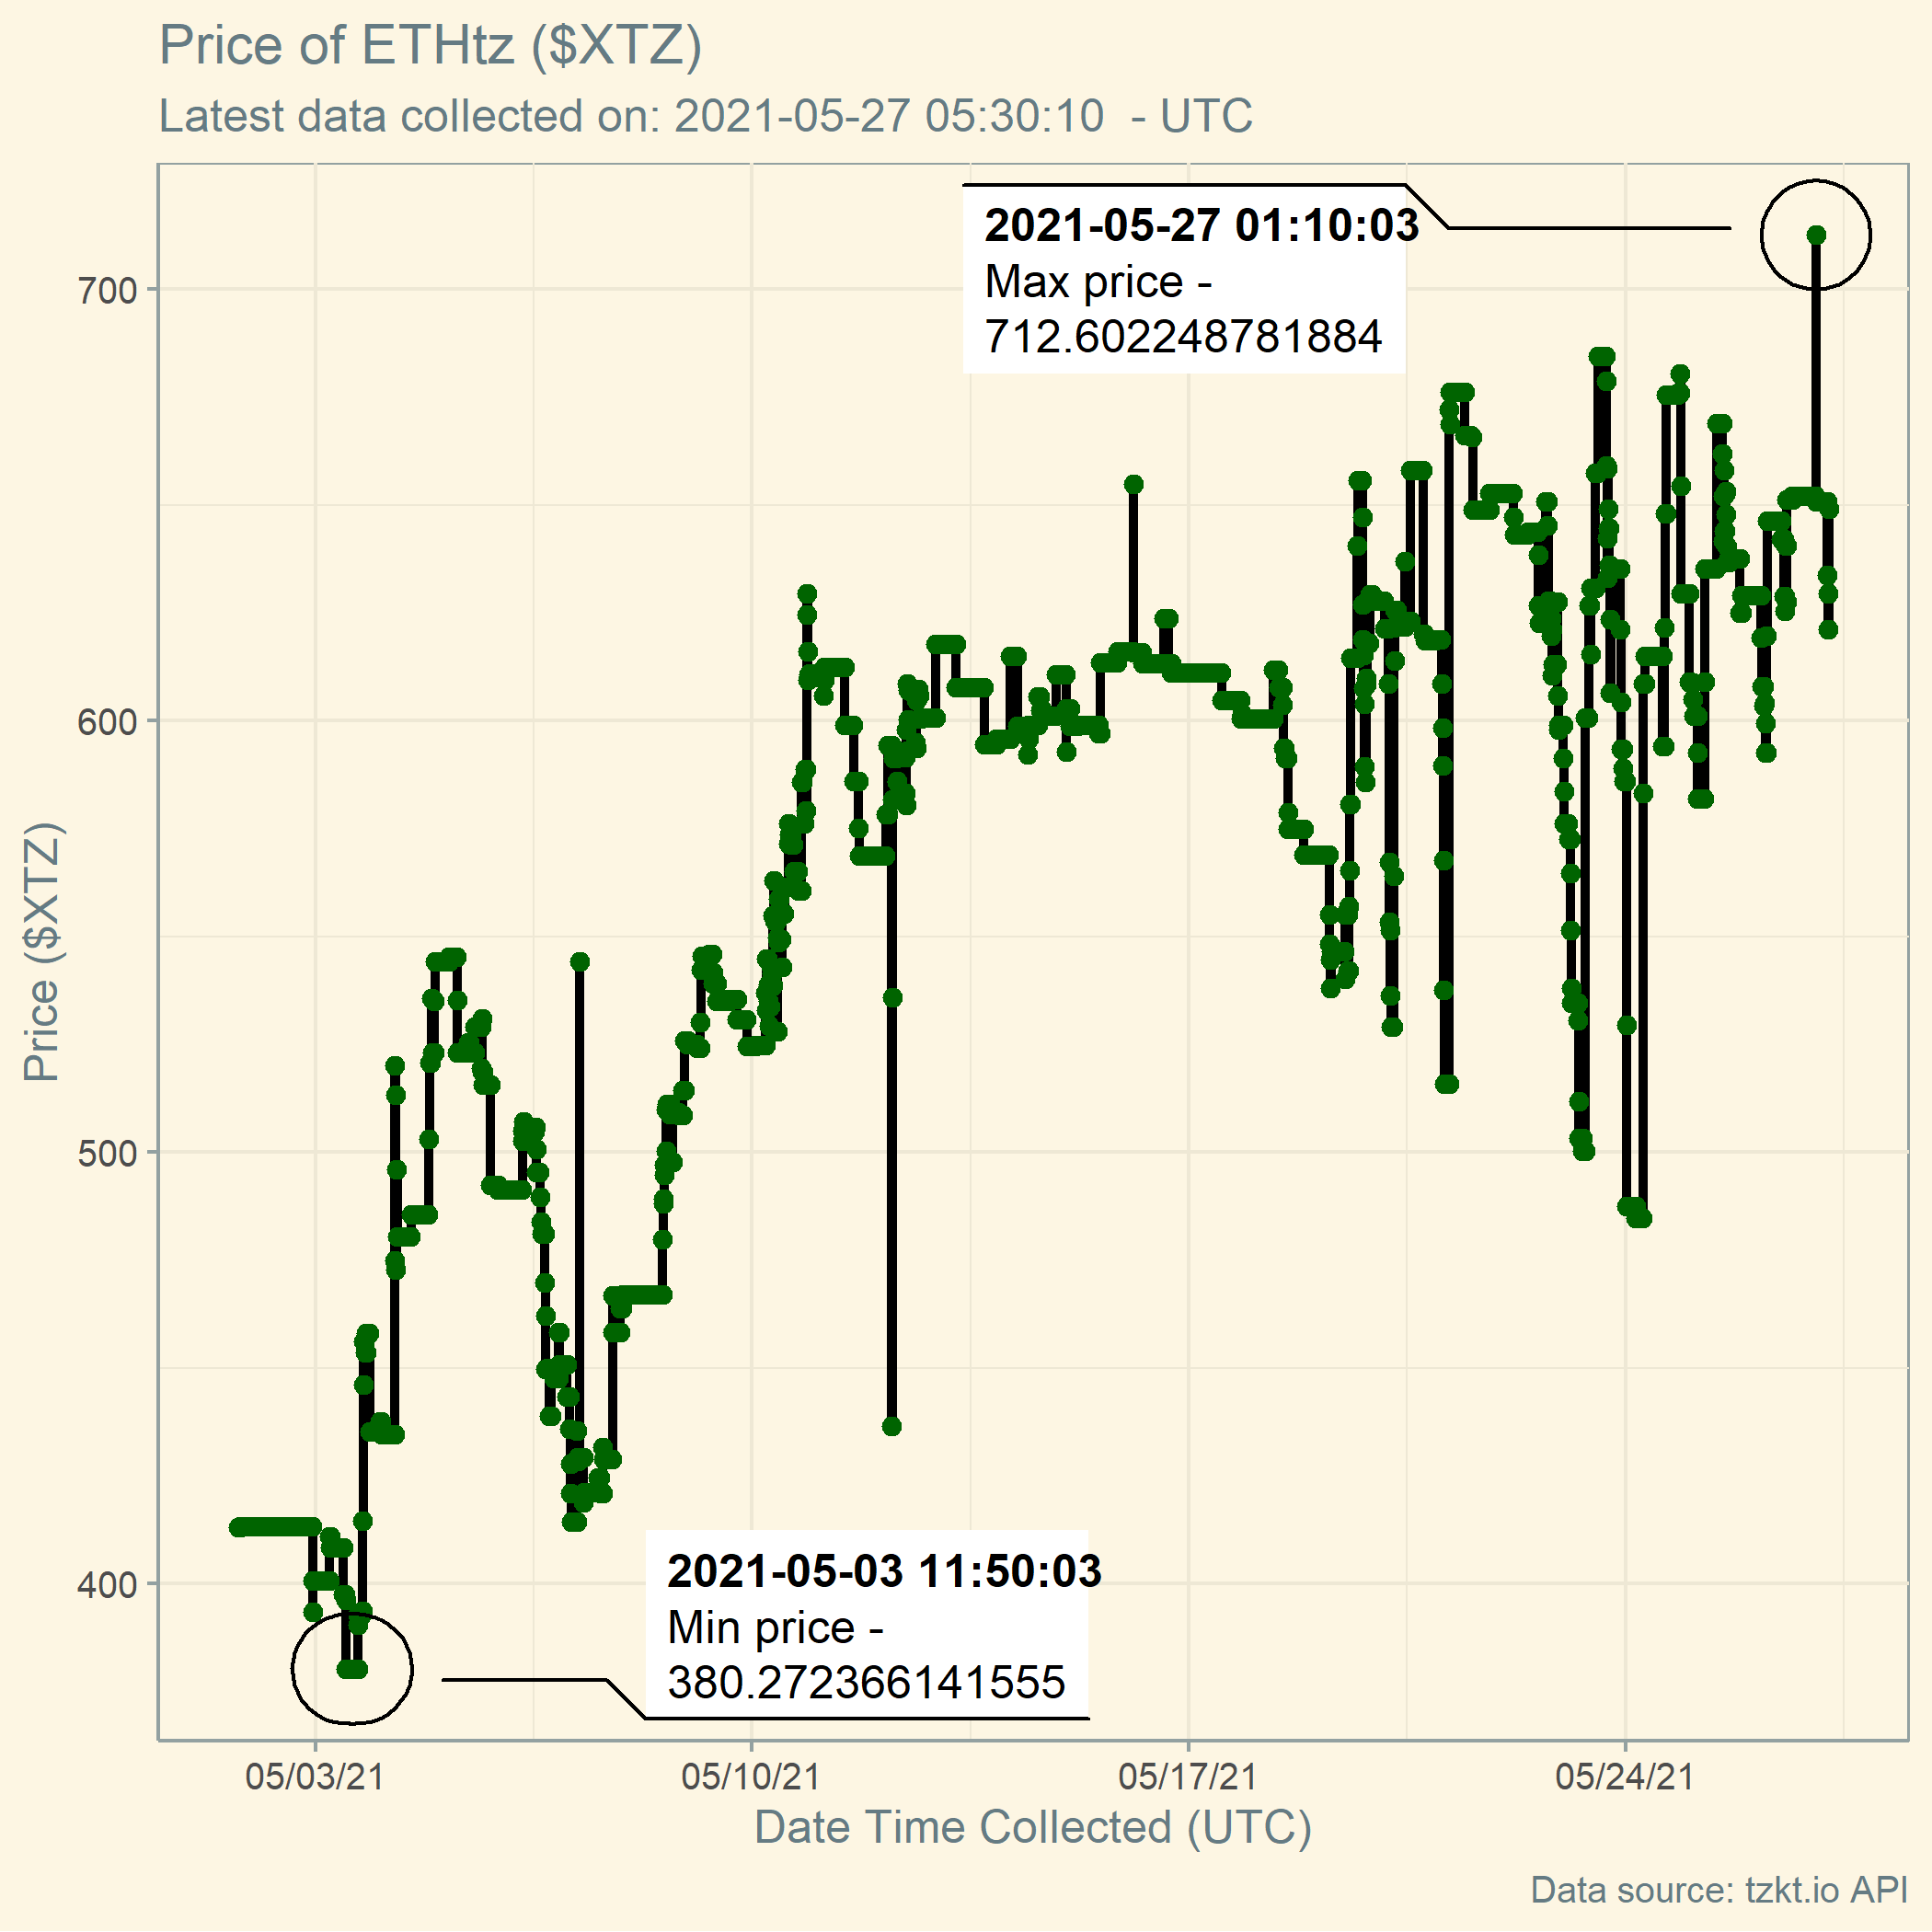 Price of ETHtz ($XTZ)
Latest data collected on: 2021-05-27 05:30:10  - UTC
2021-05-27 01:10:03
Max price -
712.602248781884
700
600
500
400
Price ($XTZ)
2021-05-03 11:50:03
Min price -
380.272366141555
05/03/21
05/10/21
05/17/21
05/24/21
Date Time Collected (UTC)
Data source: tzkt.io API